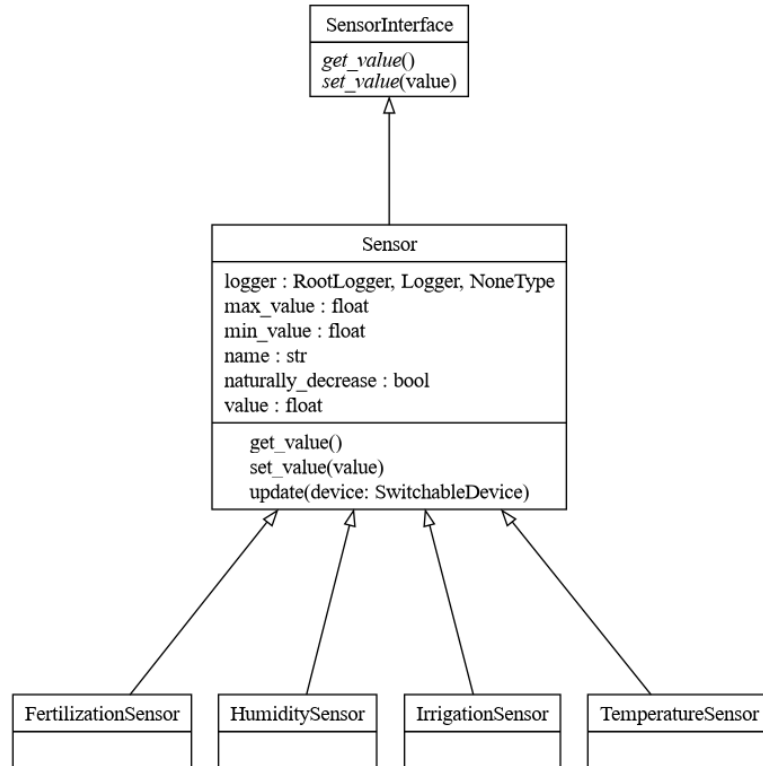 SensorInterface
get_value()
set_value(value)
Sensor
logger : RootLogger, Logger, NoneType
max_value : float
min_value : float
name : str
naturally_decrease : bool
value : float
get_value()
set_value(value)
update(device: SwitchableDevice)
FertilizationSensor
HumiditySensor
IrrigationSensor
TemperatureSensor